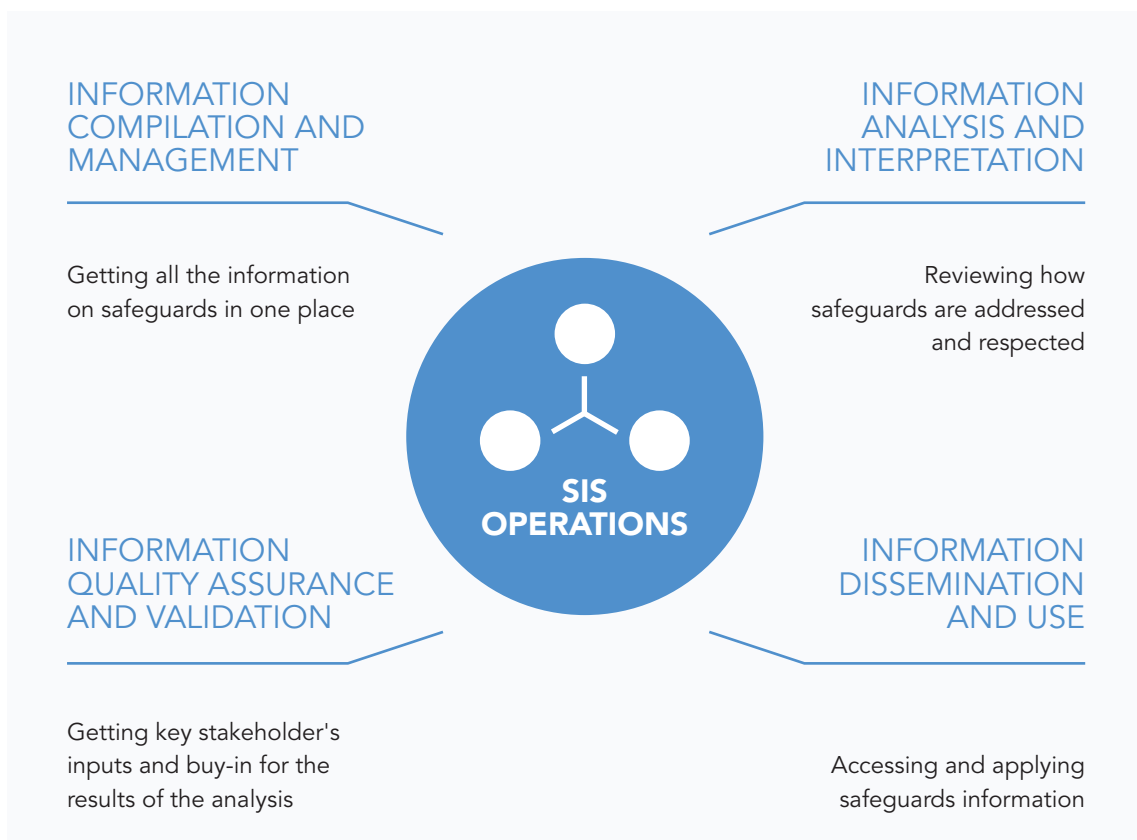 INFORMATION
COMPILATION AND
MANAGEMENT
Getting all the information
on safeguards in one place
INFORMATION
ANALYSIS AND
INTERPRETATION
Reviewing how
safeguards are addressed
and respected
SIS
OPERATIONS
INFORMATION
QUALITY ASSURANCE
AND VALIDATION
Getting key stakeholder's
inputs and buy-in for the
results of the analysis
INFORMATION
DISSEMINATION
AND USE
Accessing and applying
safeguards information